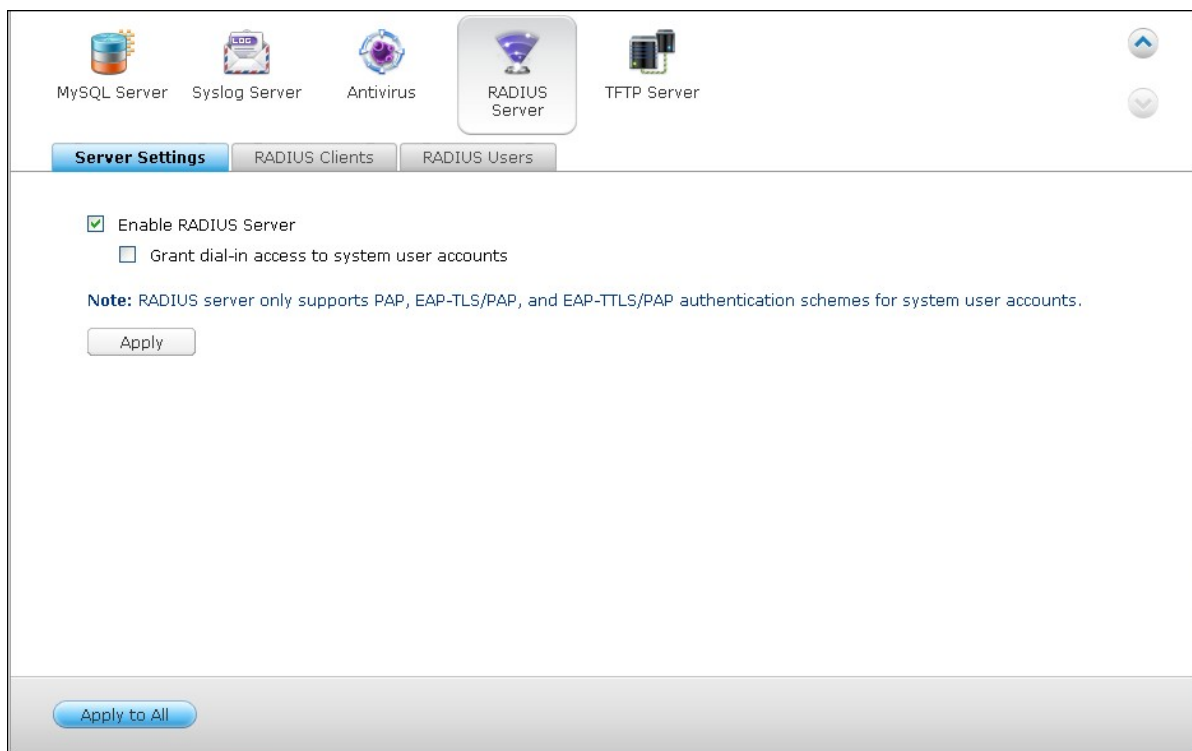 LOG
MySQL Server
Syslog Server
Antivirus
RADIUS
Server
TFTP Server
Server Settings
RADIUS Clients
RADIUS Users
Enable RADIUS Server
Grant dial-in access to system user accounts
Note: RADIUS server only supports PAP, EAP-TLS/PAP, and EAP-TTLS/PAP authentication schemes for system user accounts.
Apply
Apply to All